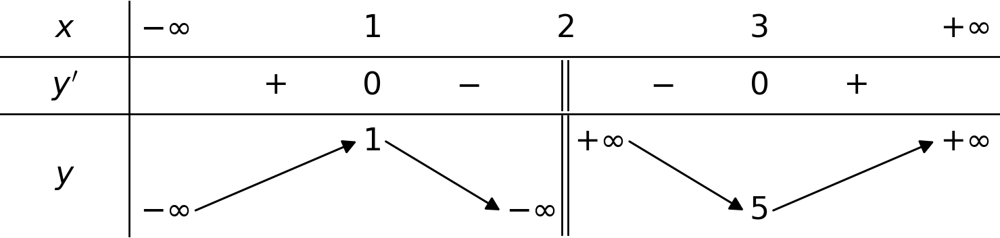 x −∞ 1 2 3 +∞
y′ + 0 − − 0 +
1 +∞ +∞
y
−∞ −∞ 5